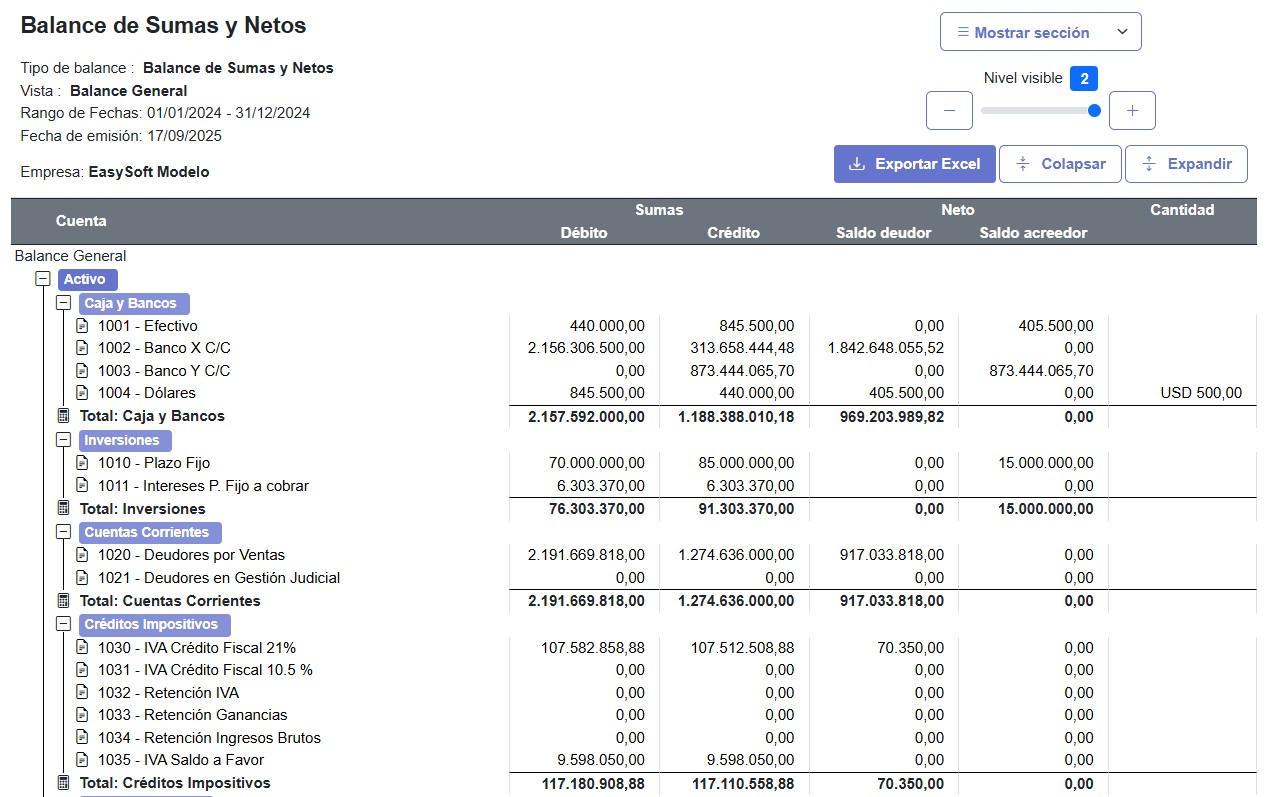 Balance de Sumas y Netos
Tipo de balance : Balance de Sumas y Netos
Vista : Balance General
Rango de Fechas: 01/01/2024 - 31/12/2024
Fecha de emisión: 17/09/2025
Empresa: EasySoft Modelo
Mostrar sección
Nivel visible 2
Exportar Excel Colapsar Expandir
Cuenta Sumas Neto Cantidad
Débito Crédito Saldo deudor Saldo acreedor
Balance General
Activo
Caja y Bancos
1001 - Efectivo 440.000,00 845.500,00 0,00 405.500,00
1002 - Banco X C/C 2.156.306.500,00 313.658.444,48 1.842.648.055,52 0,00
1003 - Banco Y C/C 0,00 873.444.065,70 0,00 873.444.065,70
1004 - Dólares 845.500,00 440.000,00 405.500,00 0,00 USD 500,00
Total: Caja y Bancos 2.157.592.000,00 1.188.388.010,18 969.203.989,82 0,00
Inversiones
1010 - Plazo Fijo 70.000.000,00 85.000.000,00 0,00 15.000.000,00
1011 - Intereses P. Fijo a cobrar 6.303.370,00 6.303.370,00 0,00 0,00
Total: Inversiones 76.303.370,00 91.303.370,00 0,00 15.000.000,00
Cuentas Corrientes
1020 - Deudores por Ventas 2.191.669.818,00 1.274.636.000,00 917.033.818,00 0,00
1021 - Deudores en Gestión Judicial 0,00 0,00 0,00 0,00
Total: Cuentas Corrientes 2.191.669.818,00 1.274.636.000,00 917.033.818,00 0,00
Créditos Impositivos
1030 - IVA Crédito Fiscal 21% 107.582.858,88 107.512.508,88 70.350,00 0,00
1031 - IVA Crédito Fiscal 10.5 % 0,00 0,00 0,00 0,00
1032 - Retención IVA 0,00 0,00 0,00 0,00
1033 - Retención Ganancias 0,00 0,00 0,00 0,00
1034 - Retención Ingresos Brutos 0,00 0,00 0,00 0,00
1035 - IVA Saldo a Favor 9.598.050,00 9.598.050,00 0,00 0,00
Total: Créditos Impositivos 117.180.908,88 117.110.558,88 70.350,00 0,00